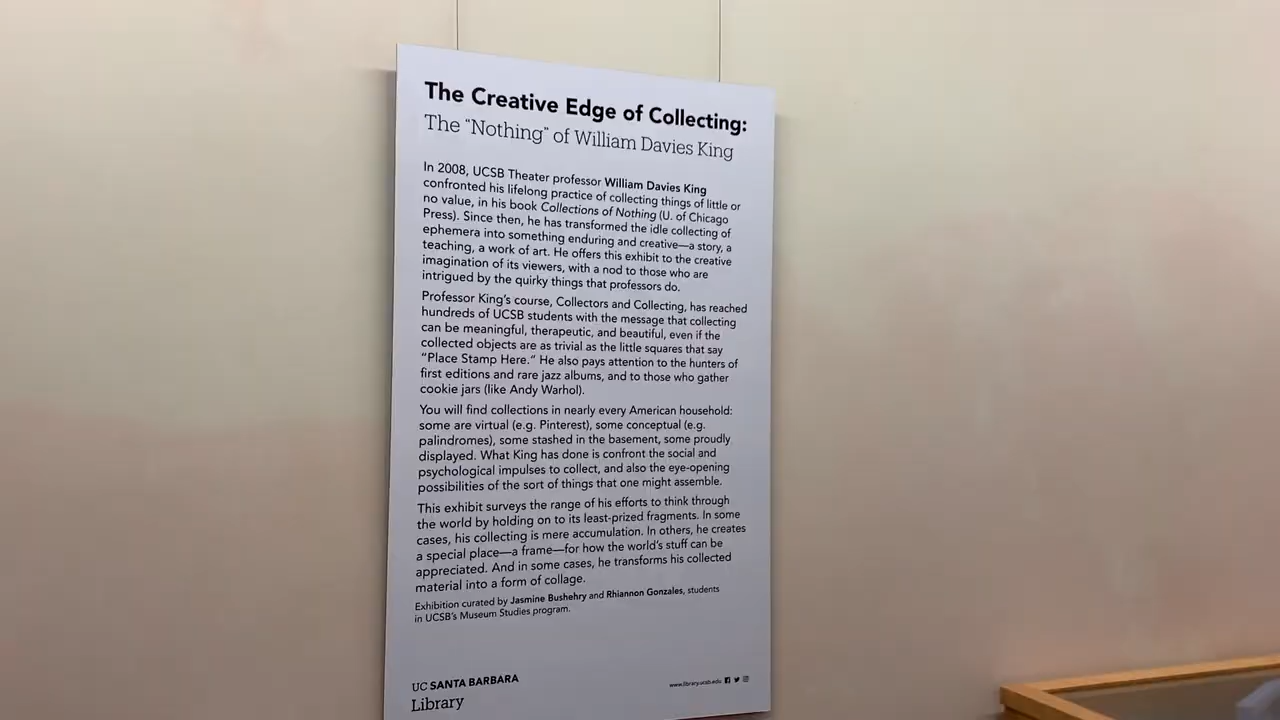 The Creative Edge of Collecting:
The "Nothing" of William Davies King
In 2008, UCSB Theater professor William Davies King
confronted his lifelong practice of collecting things of little or
no value, in his book Collections of Nothing (U. of Chicago
Press). Since then, he has transformed the idle collecting of
ephemera into something enduring and creative—a story, a
teaching, a work of art. He offers this exhibit to the creative
imagination of its viewers, with a nod to those who are
intrigued by the quirky things that professors do.
Professor King's course, Collectors and Collecting, has reached
hundreds of UCSB students with the message that collecting
can be meaningful, therapeutic, and beautiful, even if the
collected objects are as trivial as the little squares that say
"Place Stamp Here." He also pays attention to the hunters of
first editions and rare jazz albums, and to those who gather
cookie jars (like Andy Warhol).
You will find collections in nearly every American household:
some are virtual (e.g. Pinterest), some conceptual (e.g.
palindromes), some stashed in the basement, some proudly
displayed. What King has done is confront the social and
psychological impulses to collect, and also the eye-opening
possibilities of the sort of things that one might assemble.
This exhibit surveys the range of his efforts to think through
the world by holding on to its least-prized fragments. In some
cases, his collecting is mere accumulation. In others, he creates
a special place—a frame—for how the world's stuff can be
appreciated. And in some cases, he transforms his collected
material into a form of collage.
Exhibition curated by Jasmine Bushehry and Rhiannon Gonzales, students
in UCSB's Museum Studies program.
UC SANTA BARBARA
Library
www.library.ucsb.edu